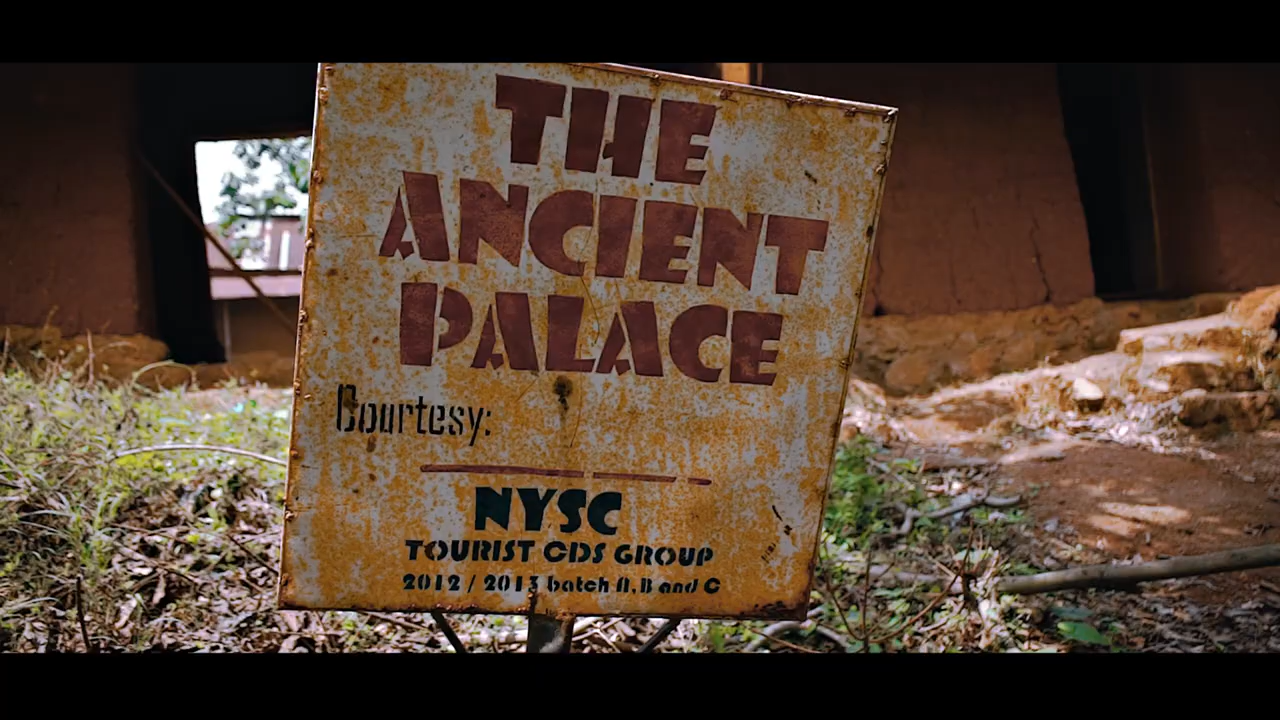 THE
ANCIENT
PALACE
Courtesy:
NYSC
TOURIST CDS GROUP
2012 / 2013 batch A, B and C